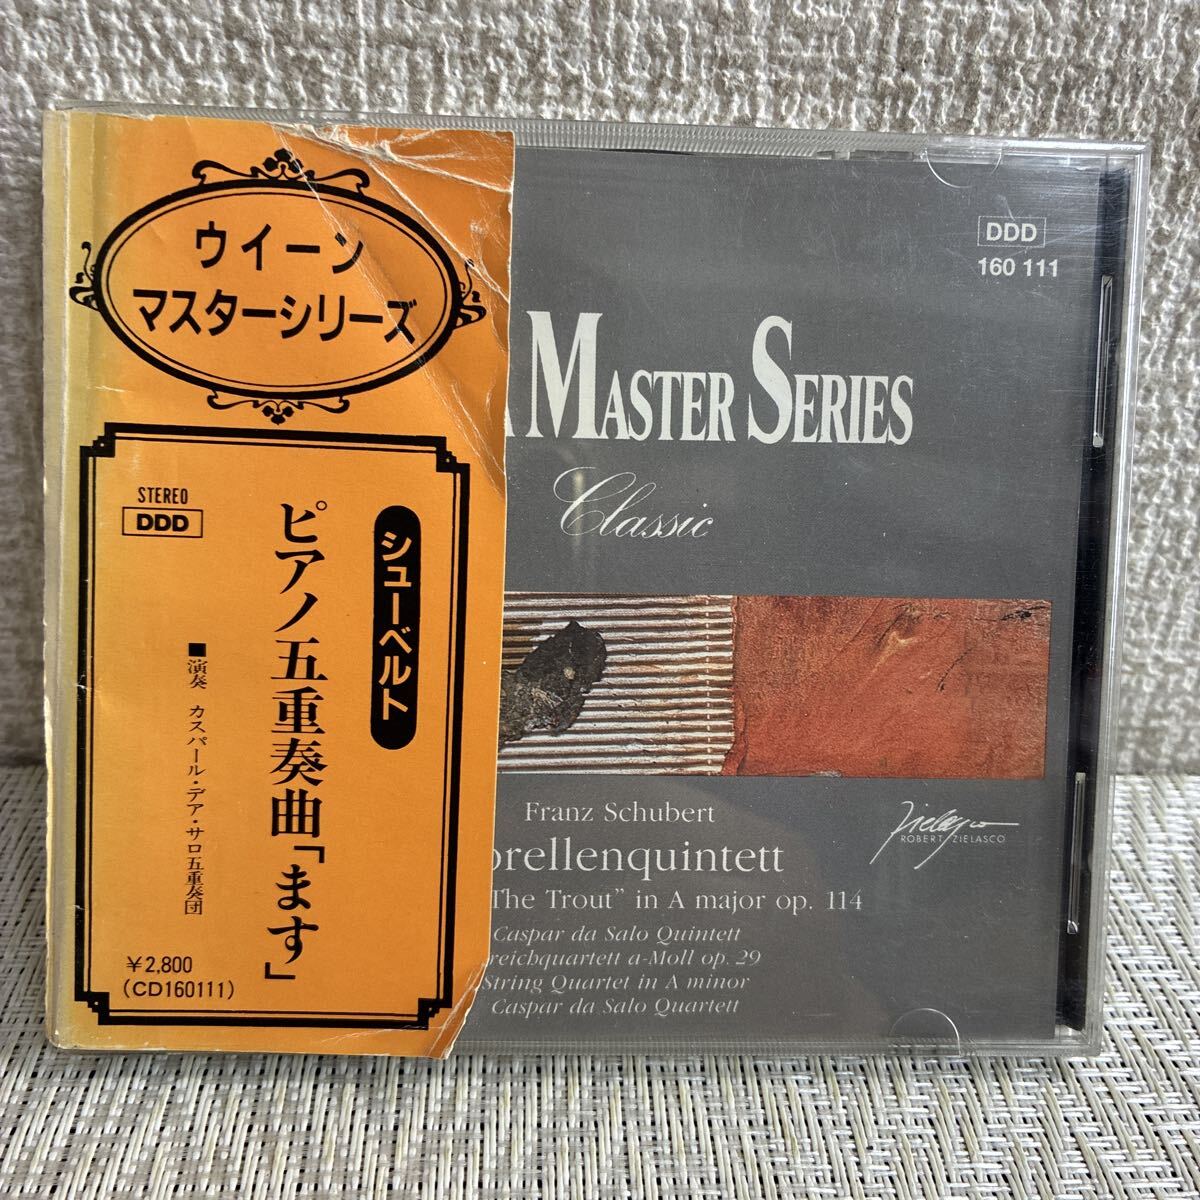 ウイーン
マスターシリーズ
STEREO
DDD
シューベルト
ピアノ五重奏曲「ます」
■演奏 カスパール・デア・サロ五重奏団
¥2,800
(CD160111)
DDD
160 111
A MASTER SERIES
Classic
Franz Schubert
orellenquintett
The Trout" in A major op. 114
Caspar da Salo Quintett
reichquartett a-Moll op. 29
String Quartet in A minor
Caspar da Salo Quartett
Zielasco
ROBERT ZIELASCO